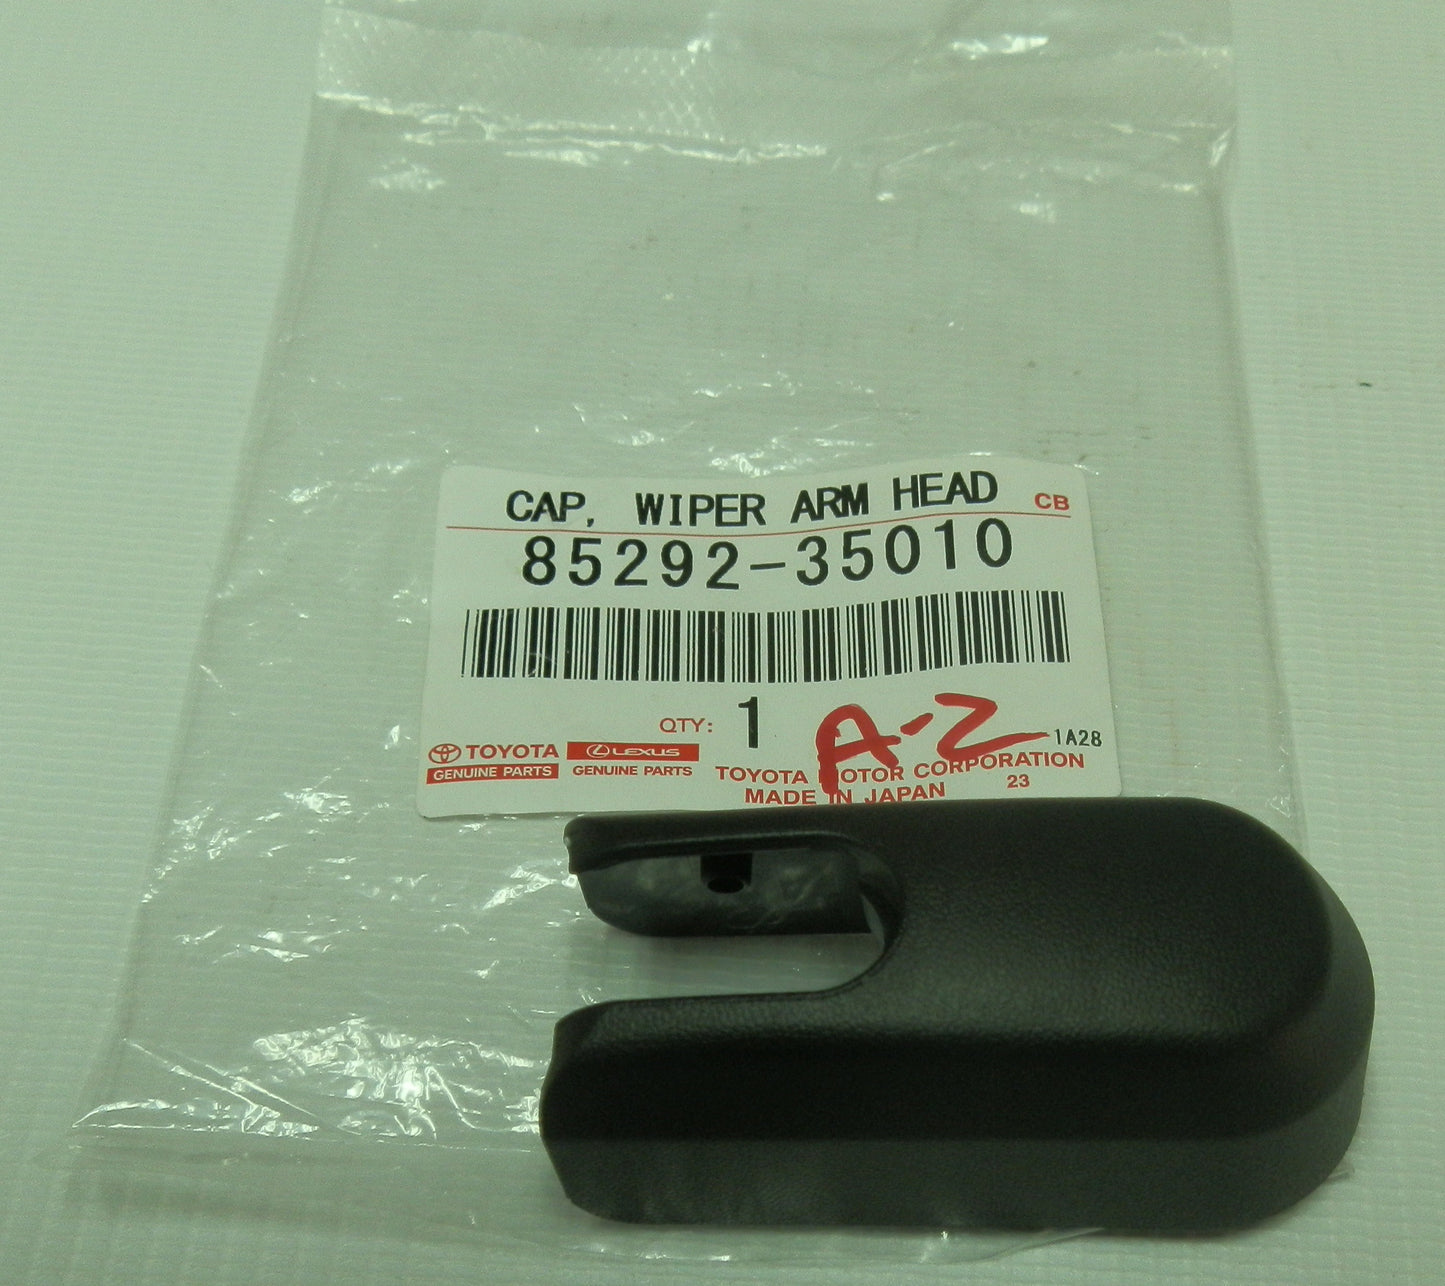 CAP, WIPER ARM HEAD CB
85292-35010
QTY: 1 A-2
1A28
TOYOTA LEXUS
GENUINE PARTS GENUINE PARTS
TOYOTA MOTOR CORPORATION
MADE IN JAPAN 23